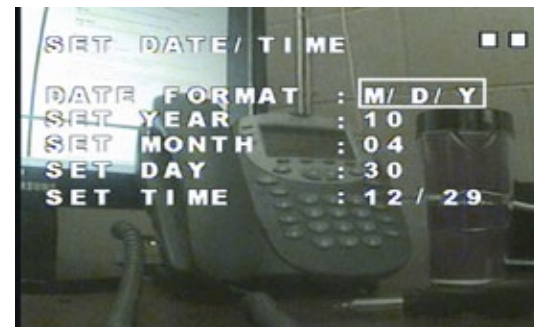 SET DATE/ TIME
DATE FORMAT : M/ D/ Y
SET YEAR : 10
SET MONTH : 04
SET DAY : 30
SET TIME : 12/ 29